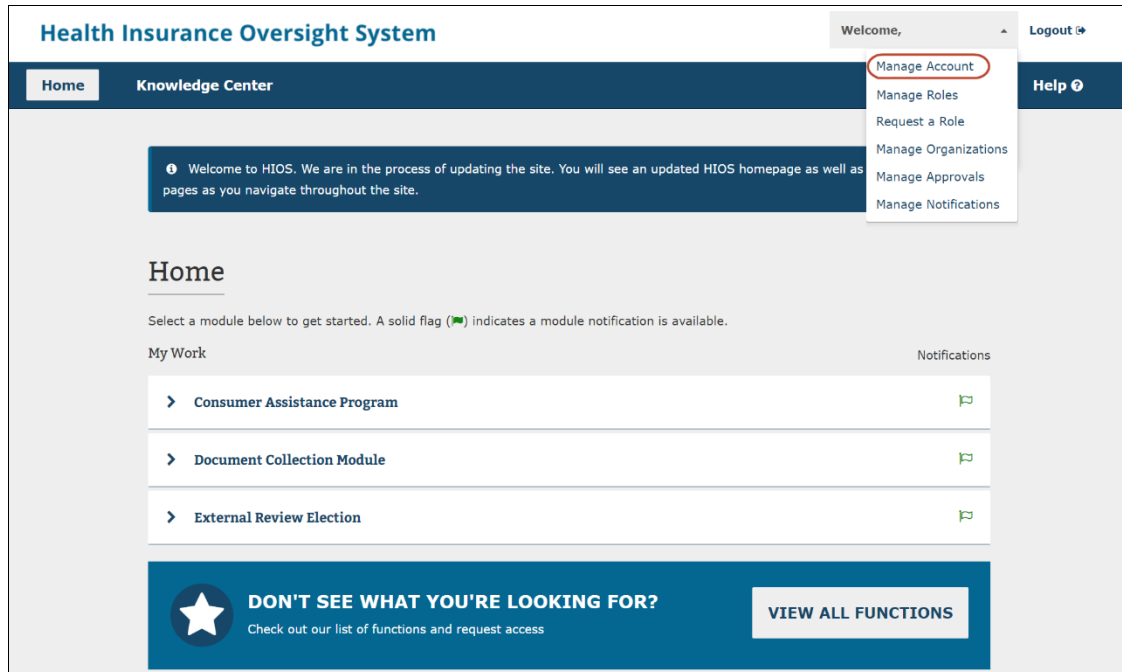 Health Insurance Oversight System
Welcome,
Logout
Manage Account
Manage Roles
Request a Role
Manage Organizations
Manage Approvals
Manage Notifications
Home
Knowledge Center
Help
Welcome to HIOS. We are in the process of updating the site. You will see an updated HIOS homepage as well as
pages as you navigate throughout the site.
Home
Select a module below to get started. A solid flag ( ) indicates a module notification is available.
My Work
Notifications
Consumer Assistance Program
Document Collection Module
External Review Election
DON'T SEE WHAT YOU'RE LOOKING FOR?
Check out our list of functions and request access
VIEW ALL FUNCTIONS